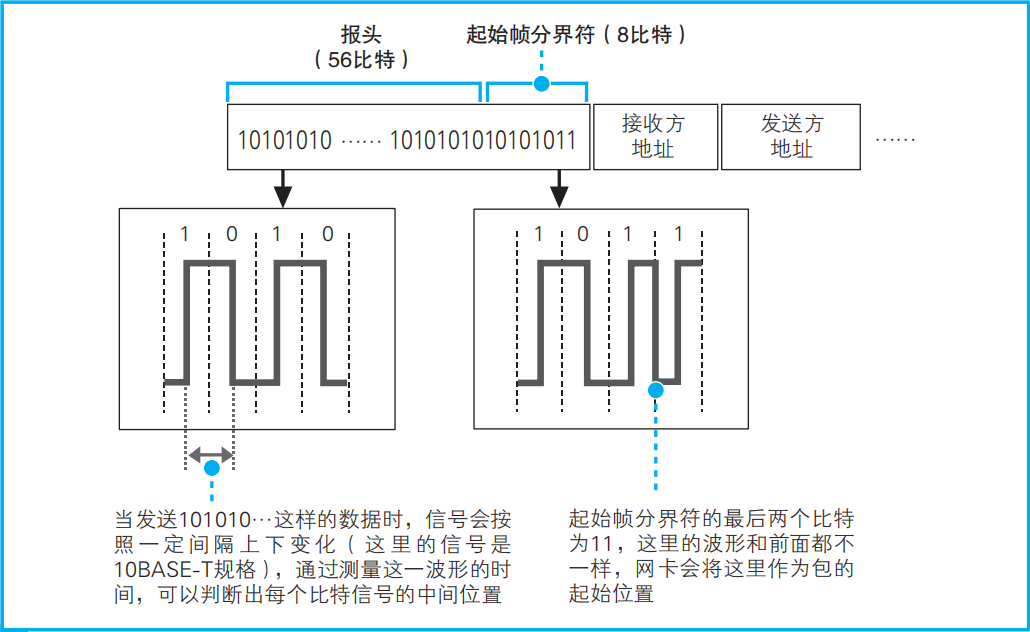 报头
（56比特）
起始帧分界符（8比特）
10101010 …… 1010101010101011
接收方
地址
发送方
地址
……
1 0 1 0
1 0 1 1
当发送101010…这样的数据时，信号会按
照一定间隔上下变化（这里的信号是
10BASE-T规格），通过测量这一波形的时
间，可以判断出每个比特信号的中间位置
起始帧分界符的最后两个比特
为11，这里的波形和前面都不
一样，网卡会将这里作为包的
起始位置